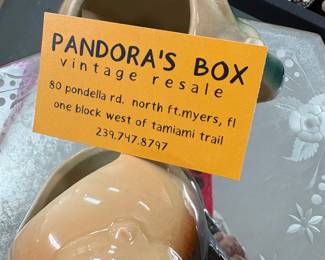 PANDORA'S BOX
vintage resale
80 pondella rd. north ft.myers, fl
one block west of tamiami trail
239.747.8797